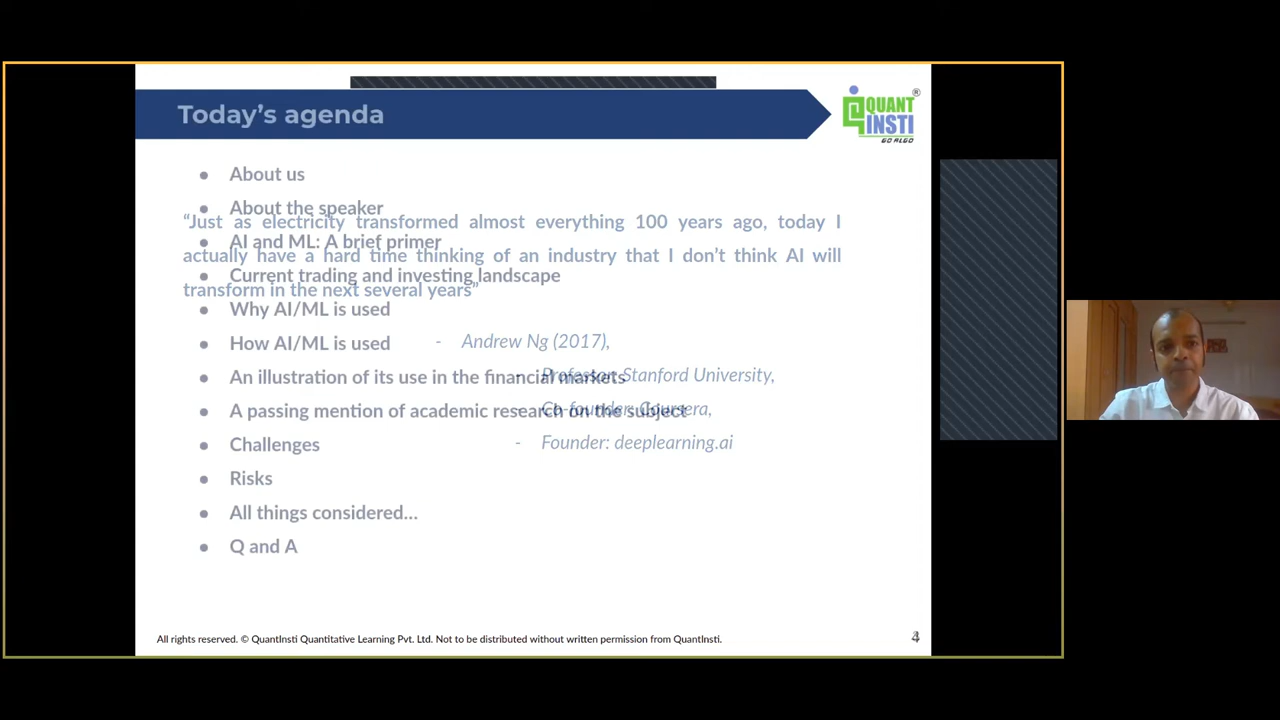 Today's agenda
QUANT
INSTI
®
GO ALGO
● About us
● About the speaker
“Just as electricity transformed almost everything 100 years ago, today I
● AI and ML: A brief primer
actually have a hard time thinking of an industry that I don’t think AI will
● Current trading and investing landscape
transform in the next several years”
● Why AI/ML is used
● How AI/ML is used
- Andrew Ng (2017),
● An illustration of its use in the financial markets
- Professor: Stanford University,
● A passing mention of academic research on the subject
- Co-founder: Coursera,
● Challenges
- Founder: deeplearning.ai
● Risks
● All things considered...
● Q and A
All rights reserved. © QuantInsti Quantitative Learning Pvt. Ltd. Not to be distributed without written permission from QuantInsti.